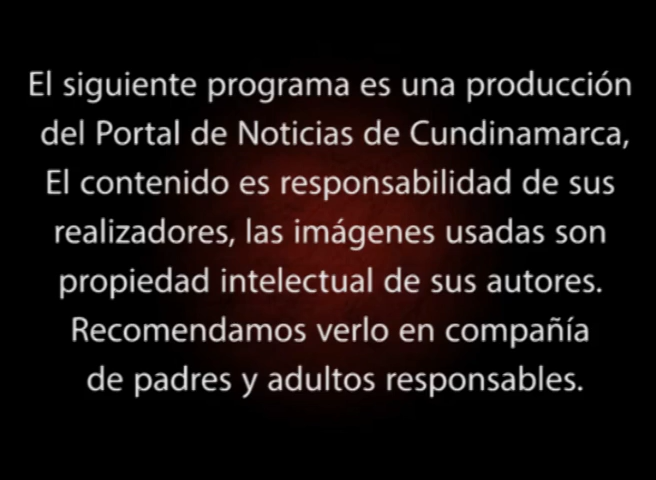 El siguiente programa es una producción
del Portal de Noticias de Cundinamarca,
El contenido es responsabilidad de sus
realizadores, las imágenes usadas son
propiedad intelectual de sus autores.
Recomendamos verlo en compañía
de padres y adultos responsables.